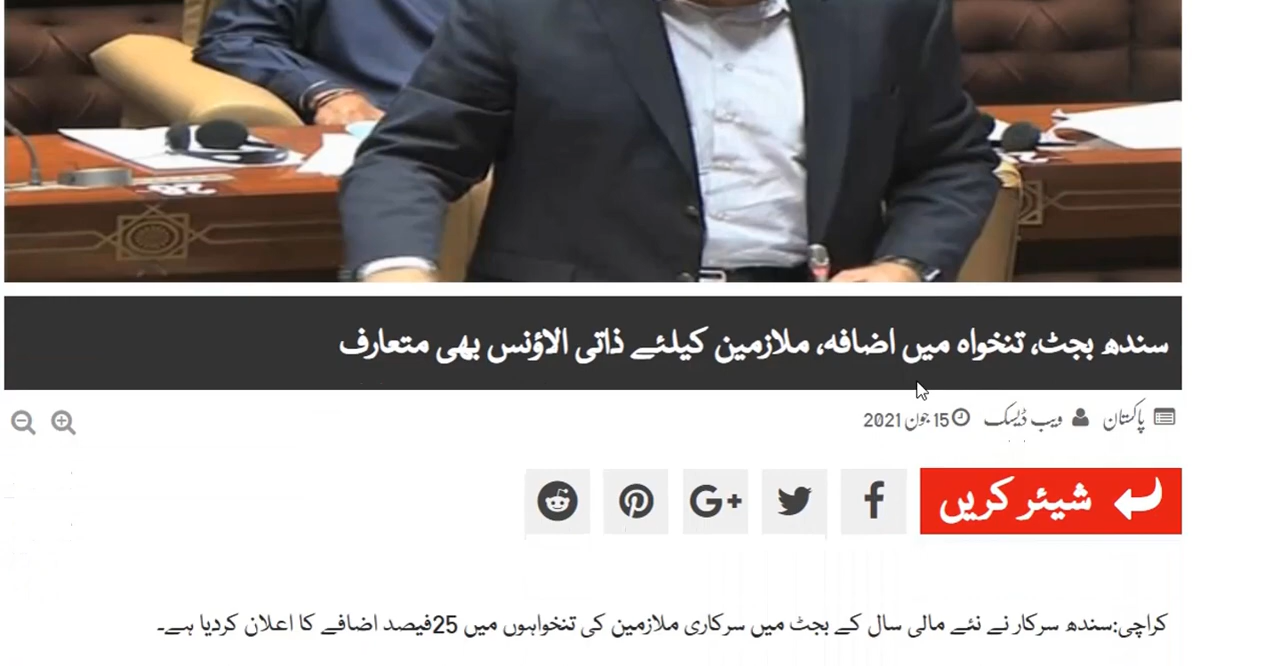 سندھ بجٹ، تنخواہ میں اضافہ، ملازمین کیلئے ذاتی الاؤنس بھی متعارف
پاکستان ویب ڈیسک 15 جون 2021
شیئر کریں
کراچی:سندھ سرکار نے نئے مالی سال کے بجٹ میں سرکاری ملازمین کی تنخواہوں میں 25فیصد اضافے کا اعلان کردیا ہے۔